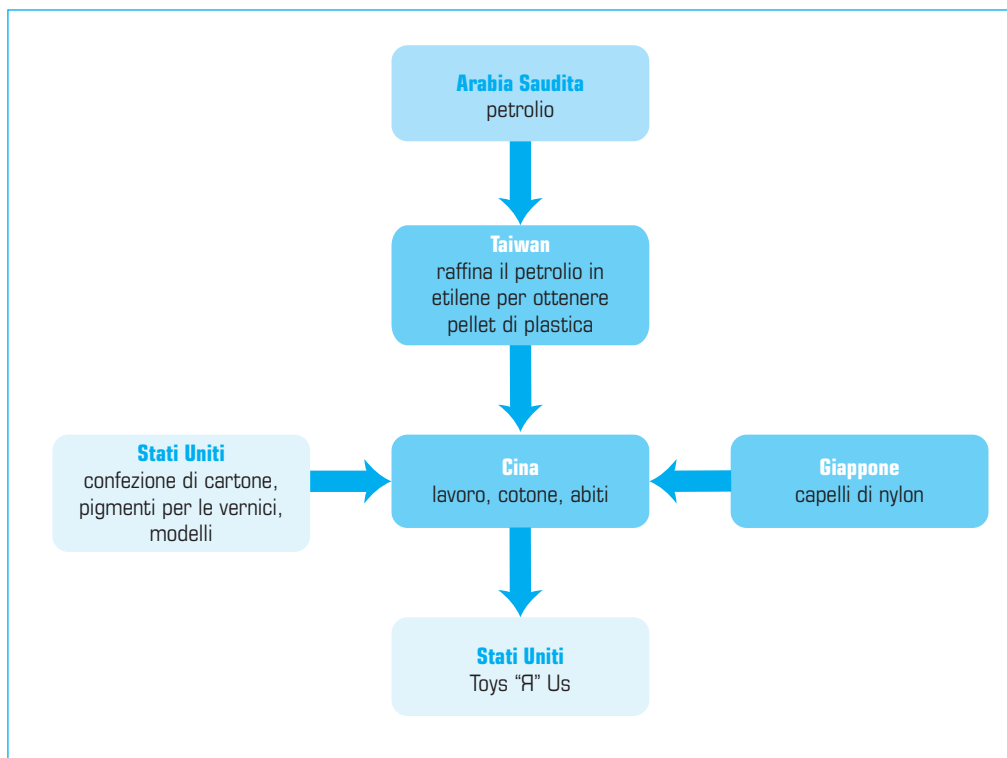 Arabia Saudita
petrolio
Taiwan
raffina il petrolio in
etilene per ottenere
pellet di plastica
Stati Uniti
confezione di cartone,
pigmenti per le vernici,
modelli
Cina
lavoro, cotone, abiti
Giappone
capelli di nylon
Stati Uniti
Toys “Я” Us